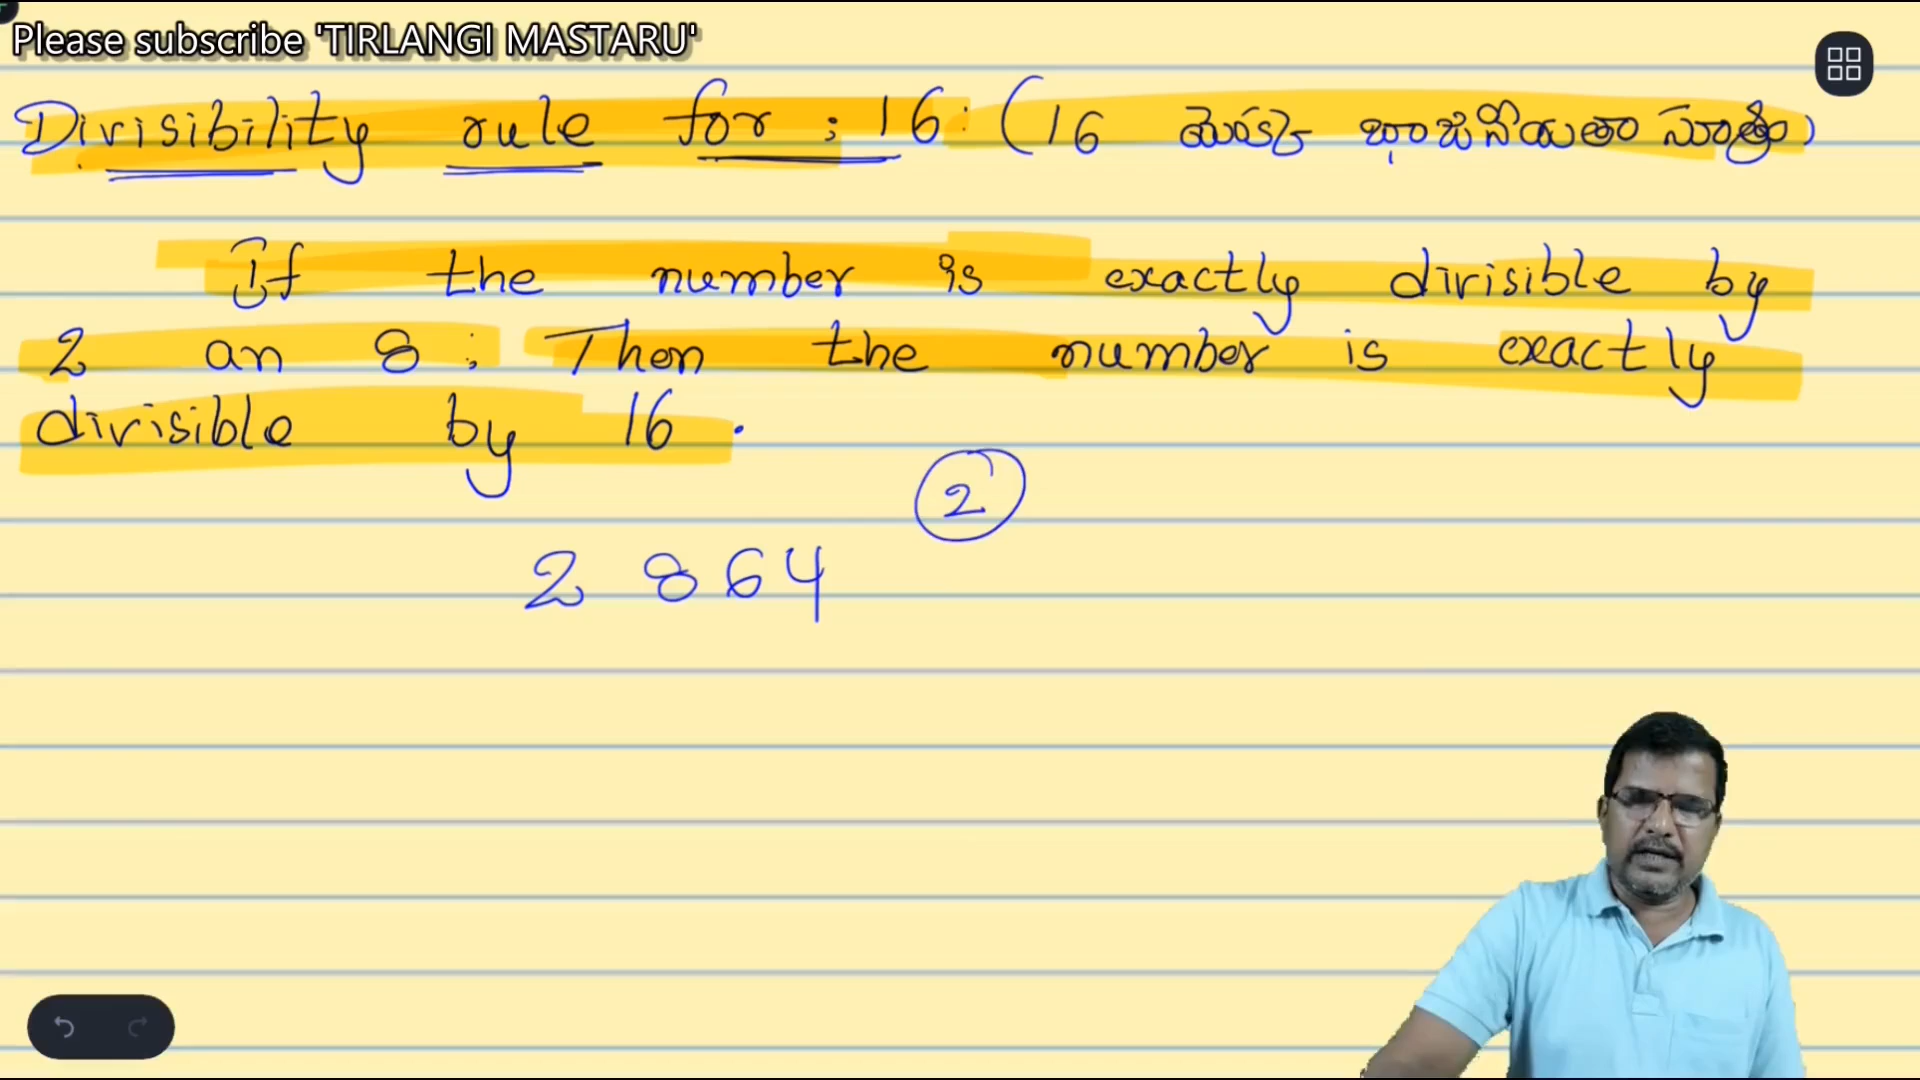 Please subscribe 'TIRLANGI MASTARU'
Divisibility rule for : 16 : (16 యొక్క భాజనీయతా సూత్రం)
If the number is exactly divisible by
2 an 8 : Then the number is exactly
divisible by 16 .
2
2 8 6 4